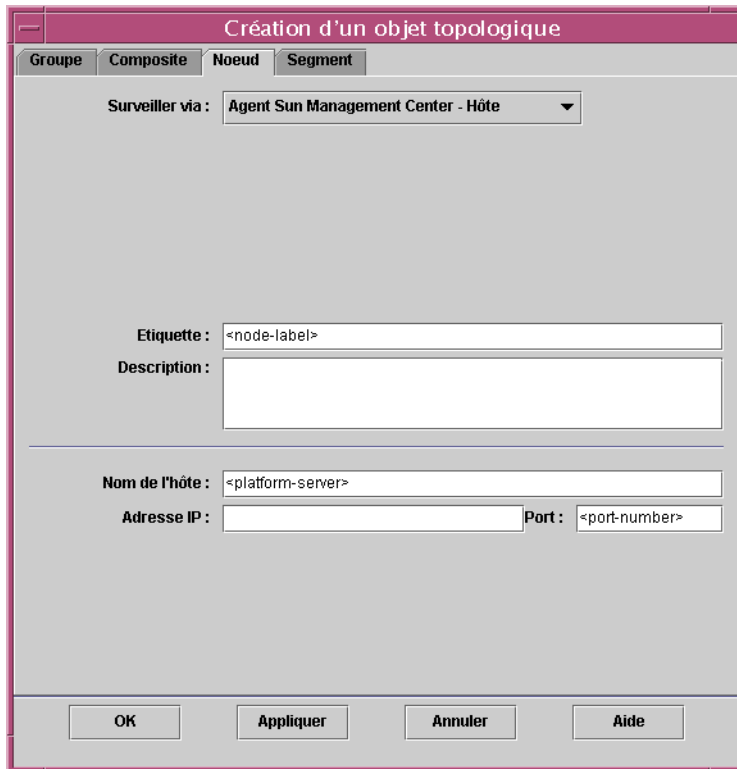 Création d'un objet topologique
Groupe Composite Noeud Segment
Surveiller via : Agent Sun Management Center - Hôte
Etiquette : <node-label>
Description :
Nom de l'hôte : <platform-server>
Adresse IP : Port : <port-number>
OK Appliquer Annuler Aide